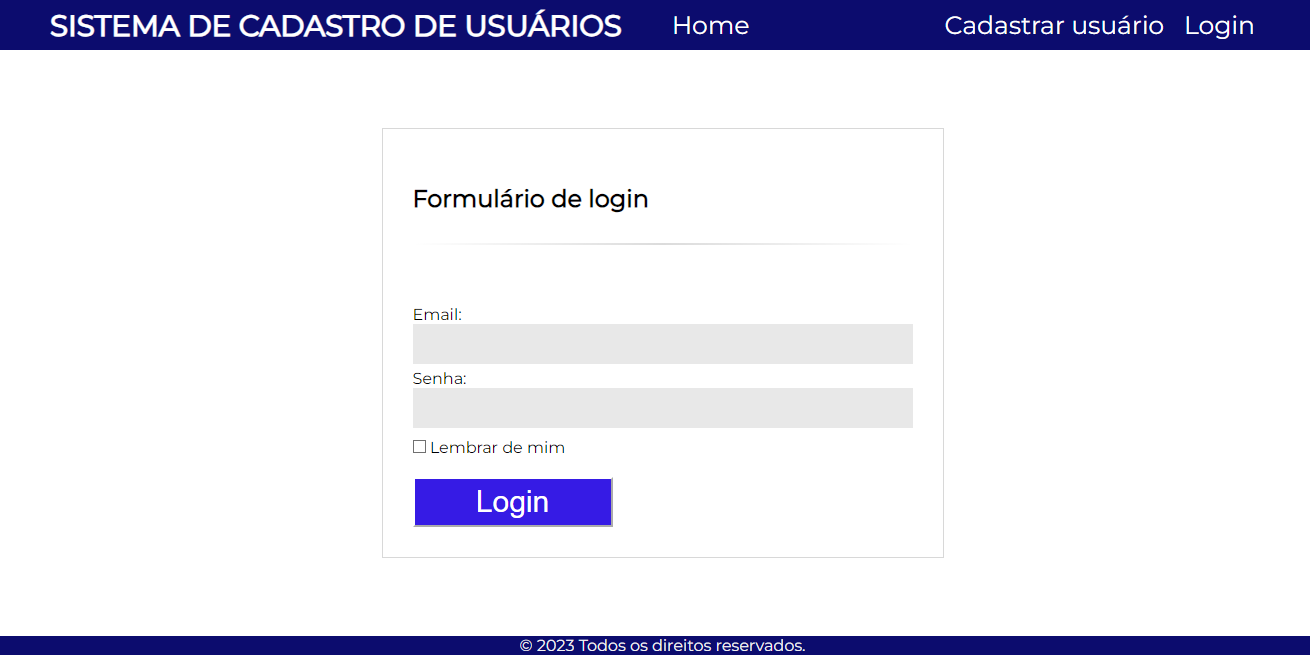 SISTEMA DE CADASTRO DE USUÁRIOS Home Cadastrar usuário Login
Formulário de login
Email:
Senha:
Lembrar de mim
Login
© 2023 Todos os direitos reservados.